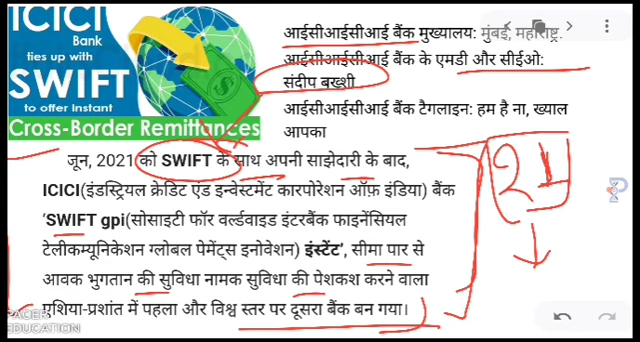 ICICI
Bank
ties up with
SWIFT
to offer Instant
Cross-Border Remittances
आईसीआईसीआई बैंक मुख्यालय: मुंबई, महाराष्ट्र.
आईसीआईसीआई बैंक के एमडी और सीईओ:
संदीप बख्शी
आईसीआईसीआई बैंक टैगलाइन: हम है ना, ख्याल
आपका
जून, 2021 को SWIFT के साथ अपनी साझेदारी के बाद,
ICICI(इंडस्ट्रियल क्रेडिट एंड इन्वेस्टमेंट कारपोरेशन ऑफ़ इंडिया) बैंक
'SWIFT gpi(सोसाइटी फॉर वर्ल्डवाइड इंटरबैंक फाइनेंसियल
टेलीकम्यूनिकेशन ग्लोबल पेमेंट्स इनोवेशन) इंस्टेंट', सीमा पार से
आवक भुगतान की सुविधा नामक सुविधा की पेशकश करने वाला
एशिया-प्रशांत में पहला और विश्व स्तर पर दूसरा बैंक बन गया।
PACER
EDUCATION